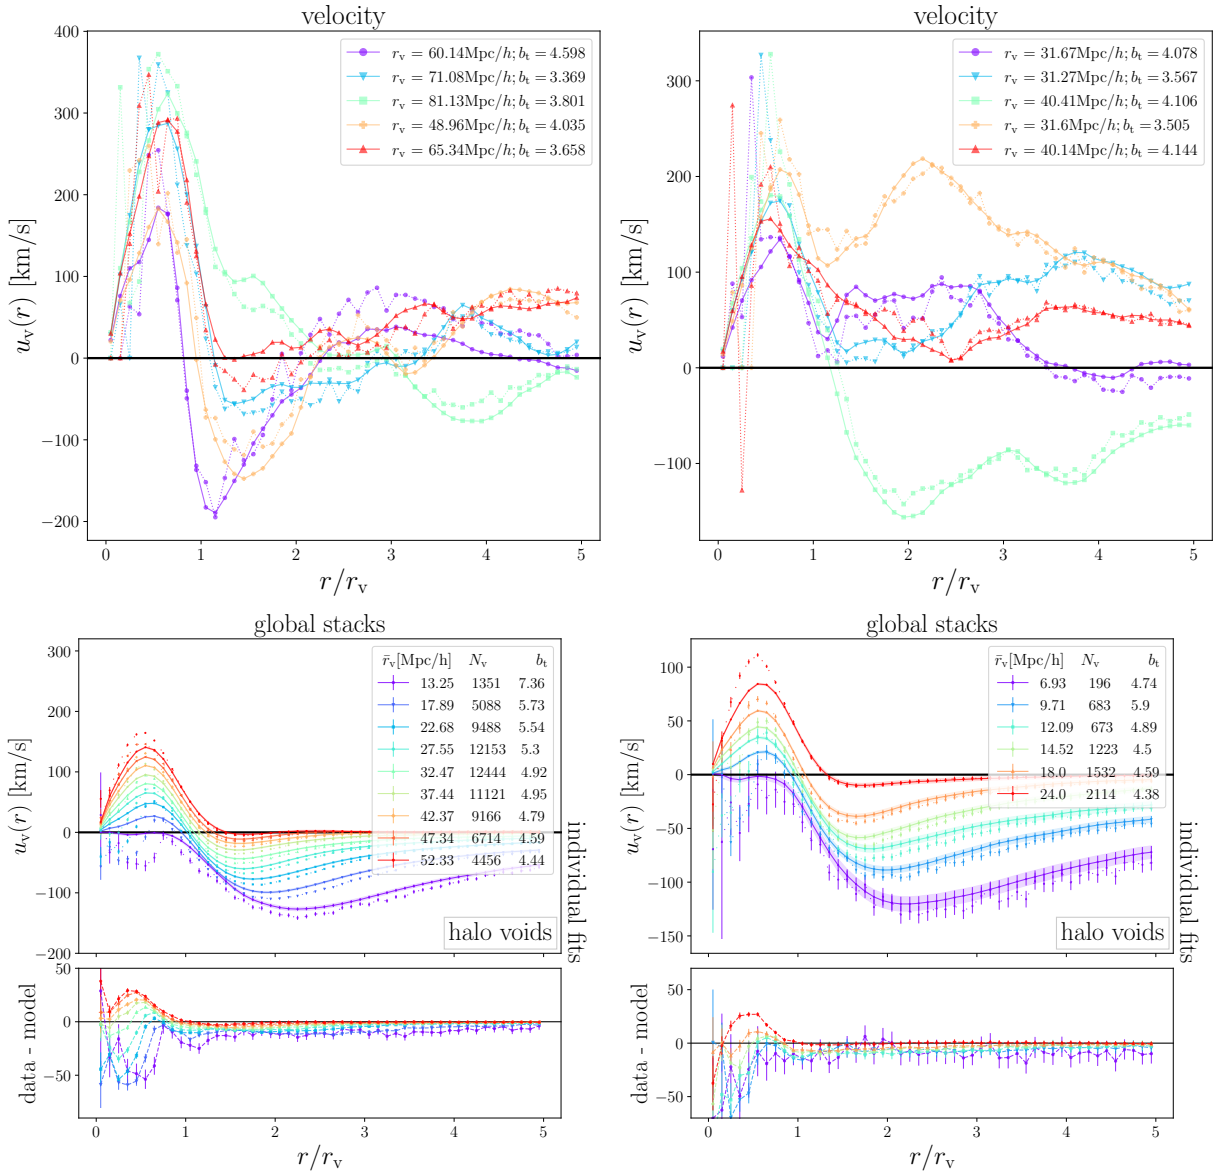 velocity
400
300
200
100
0
−100
−200
u_v(r) [km/s]
r_v = 60.14Mpc/h; b_t = 4.598
r_v = 71.08Mpc/h; b_t = 3.369
r_v = 81.13Mpc/h; b_t = 3.801
r_v = 48.96Mpc/h; b_t = 4.035
r_v = 65.34Mpc/h; b_t = 3.658
0 1 2 3 4 5
r/r_v
velocity
300
200
100
0
−100
u_v(r) [km/s]
r_v = 31.67Mpc/h; b_t = 4.078
r_v = 31.27Mpc/h; b_t = 3.567
r_v = 40.41Mpc/h; b_t = 4.106
r_v = 31.6Mpc/h; b_t = 3.505
r_v = 40.14Mpc/h; b_t = 4.144
0 1 2 3 4 5
r/r_v
global stacks
300
200
100
0
−100
−200
u_v(r) [km/s]
r̄_v[Mpc/h] N_v b_t
13.25 1351 7.36
17.89 5088 5.73
22.68 9488 5.54
27.55 12153 5.3
32.47 12444 4.92
37.44 11121 4.95
42.37 9166 4.79
47.34 6714 4.59
52.33 4456 4.44
halo voids
individual fits
50
0
−50
data - model
0 1 2 3 4 5
r/r_v
global stacks
100
50
0
−50
−100
−150
u_v(r) [km/s]
r̄_v[Mpc/h] N_v b_t
6.93 196 4.74
9.71 683 5.9
12.09 673 4.89
14.52 1223 4.5
18.0 1532 4.59
24.0 2114 4.38
halo voids
individual fits
50
0
−50
data - model
0 1 2 3 4 5
r/r_v